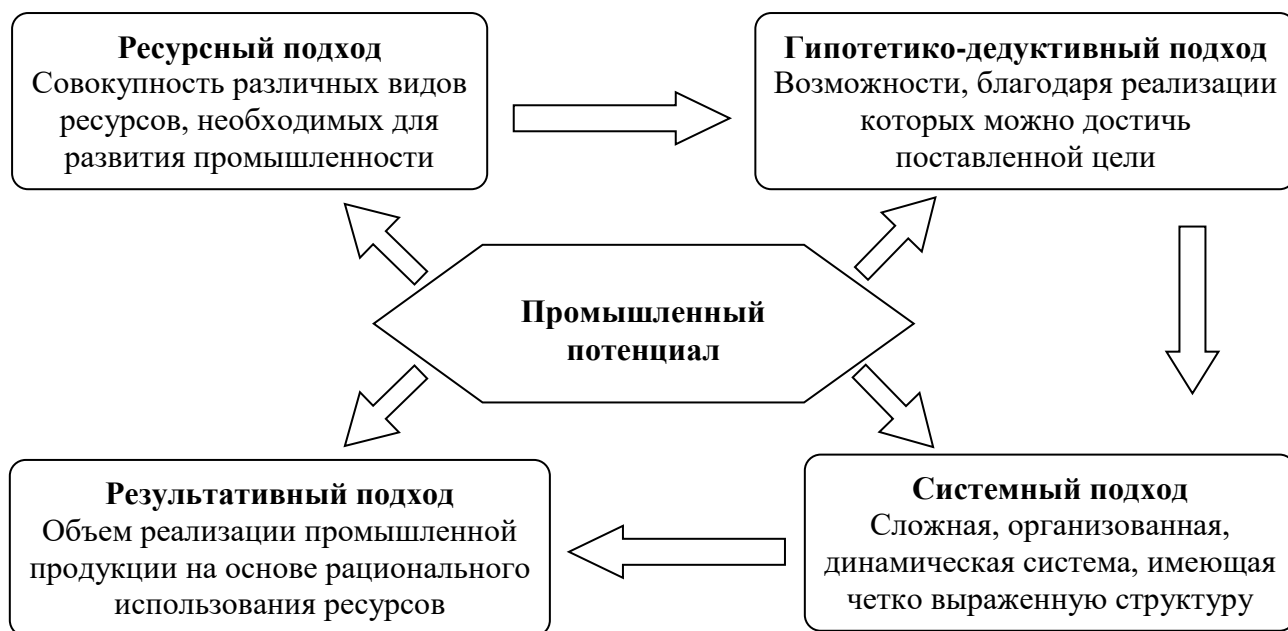 Ресурсный подход
Совокупность различных видов
ресурсов, необходимых для
развития промышленности
Гипотетико-дедуктивный подход
Возможности, благодаря реализации
которых можно достичь
поставленной цели
Промышленный
потенциал
Результативный подход
Объем реализации промышленной
продукции на основе рационального
использования ресурсов
Системный подход
Сложная, организованная,
динамическая система, имеющая
четко выраженную структуру